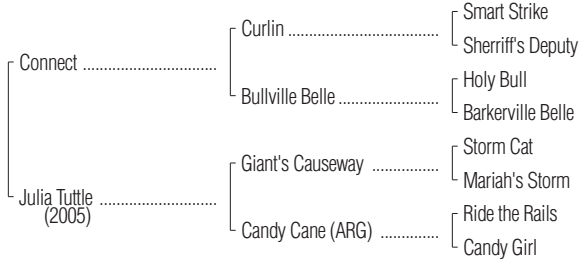 Smart Strike
Curlin
Sherriff's Deputy
Connect
Holy Bull
Bullville Belle
Barkerville Belle
Storm Cat
Giant's Causeway
Mariah's Storm
Julia Tuttle
(2005)
Ride the Rails
Candy Cane (ARG)
Candy Girl